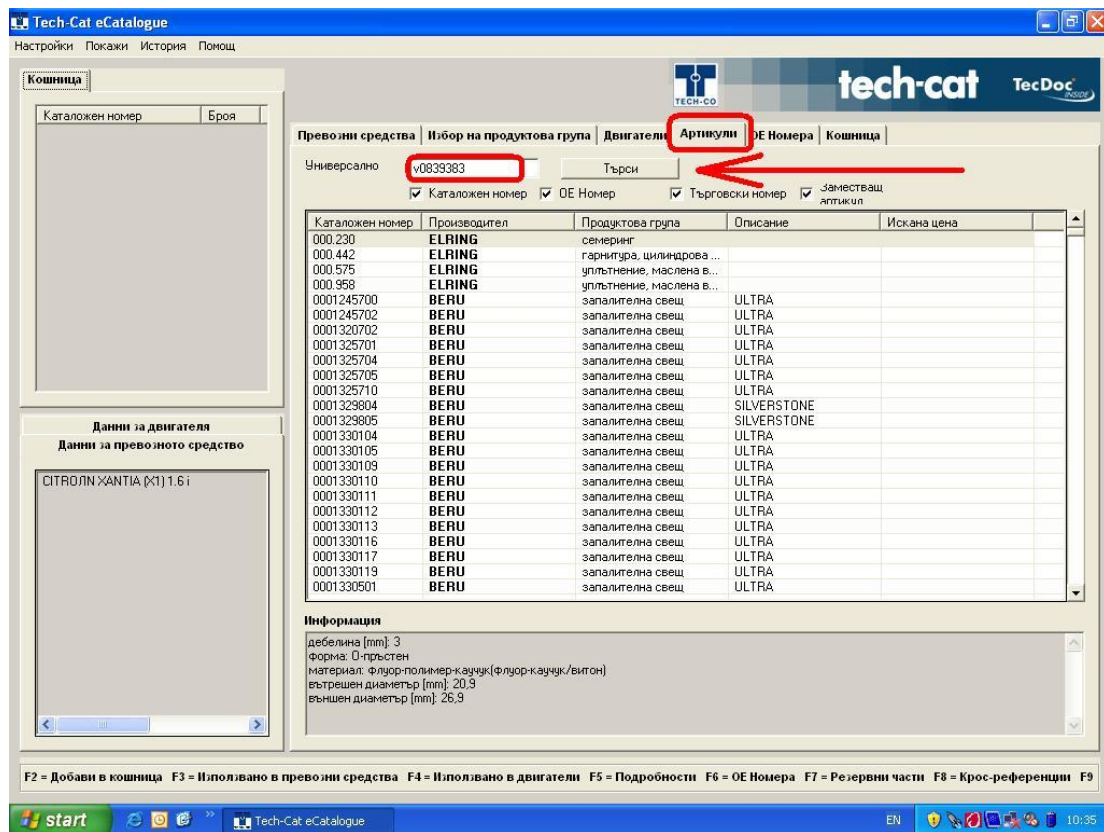 Tech-Cat eCatalogue
Настройки Покажи История Помощ
Кошница
Каталожен номер Броя
TECH-CO
tech-cat
TecDoc INSIDE
Превозни средства Избор на продуктова група Двигатели Артикули ОЕ Номера Кошница
Универсално v0839383 Търси
Каталожен номер ОЕ Номер Търговски номер Заместващ артикул
Каталожен номер Производител Продуктова група Описание Искана цена
000.230 ELRING семеринг
000.442 ELRING гарнитура, цилиндрова ...
000.575 ELRING уплътнение, маслена в...
000.958 ELRING уплътнение, маслена в...
0001245700 BERU запалителна свещ ULTRA
0001245702 BERU запалителна свещ ULTRA
0001320702 BERU запалителна свещ ULTRA
0001325701 BERU запалителна свещ ULTRA
0001325704 BERU запалителна свещ ULTRA
0001325705 BERU запалителна свещ ULTRA
0001325710 BERU запалителна свещ ULTRA
0001329804 BERU запалителна свещ SILVERSTONE
0001329805 BERU запалителна свещ SILVERSTONE
0001330104 BERU запалителна свещ ULTRA
0001330105 BERU запалителна свещ ULTRA
0001330109 BERU запалителна свещ ULTRA
0001330110 BERU запалителна свещ ULTRA
0001330111 BERU запалителна свещ ULTRA
0001330112 BERU запалителна свещ ULTRA
0001330113 BERU запалителна свещ ULTRA
0001330116 BERU запалителна свещ ULTRA
0001330117 BERU запалителна свещ ULTRA
0001330119 BERU запалителна свещ ULTRA
0001330501 BERU запалителна свещ ULTRA
Данни за двигателя
Данни за превозното средство
CITROЛN XANTIA (X1) 1.6 i
Информация
дебелина [mm]: 3
форма: О-пръстен
материал: флуор-полимер-каучук(флуор-каучук/витон)
вътрешен диаметър [mm]: 20,9
външен диаметър [mm]: 26,9
F2 = Добави в кошница F3 = Използвано в превозни средства F4 = Използвано в двигатели F5 = Подробности F6 = ОЕ Номера F7 = Резервни части F8 = Крос-референции F9
start Tech-Cat eCatalogue EN 10:35